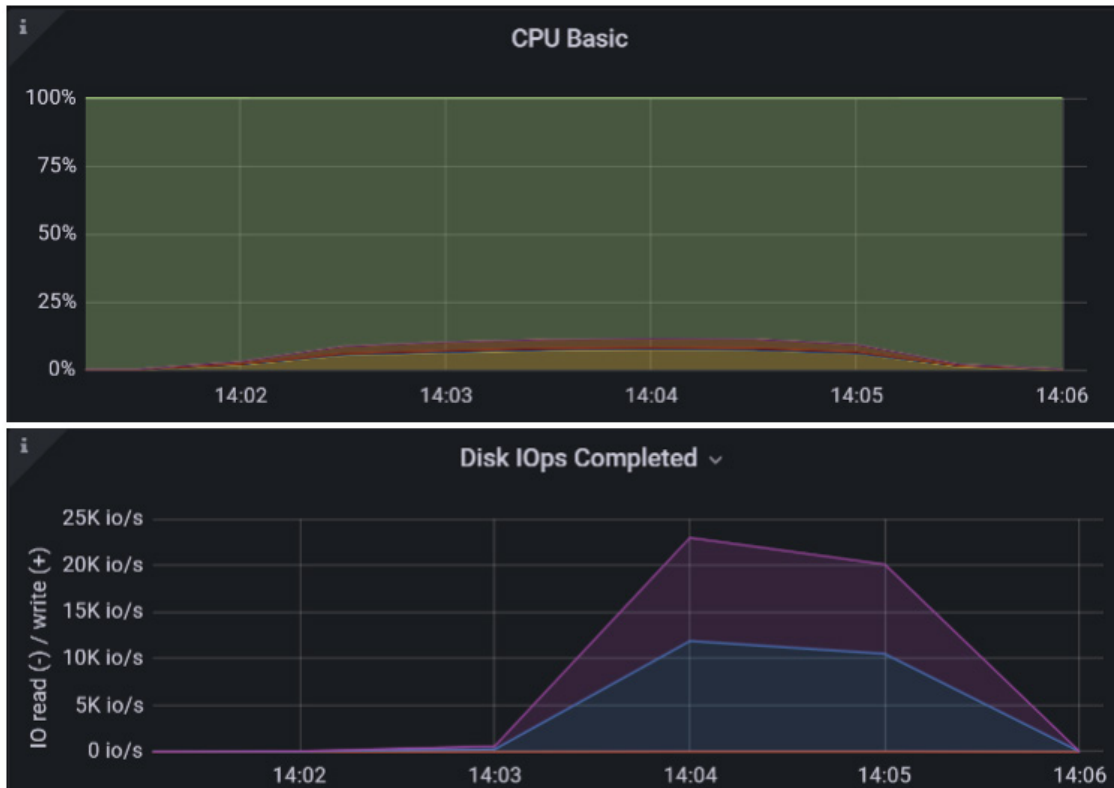 i
CPU Basic
100%
75%
50%
25%
0%
14:02 14:03 14:04 14:05 14:06
i
Disk IOps Completed
IO read (-) / write (+)
25K io/s
20K io/s
15K io/s
10K io/s
5K io/s
0 io/s
14:02 14:03 14:04 14:05 14:06